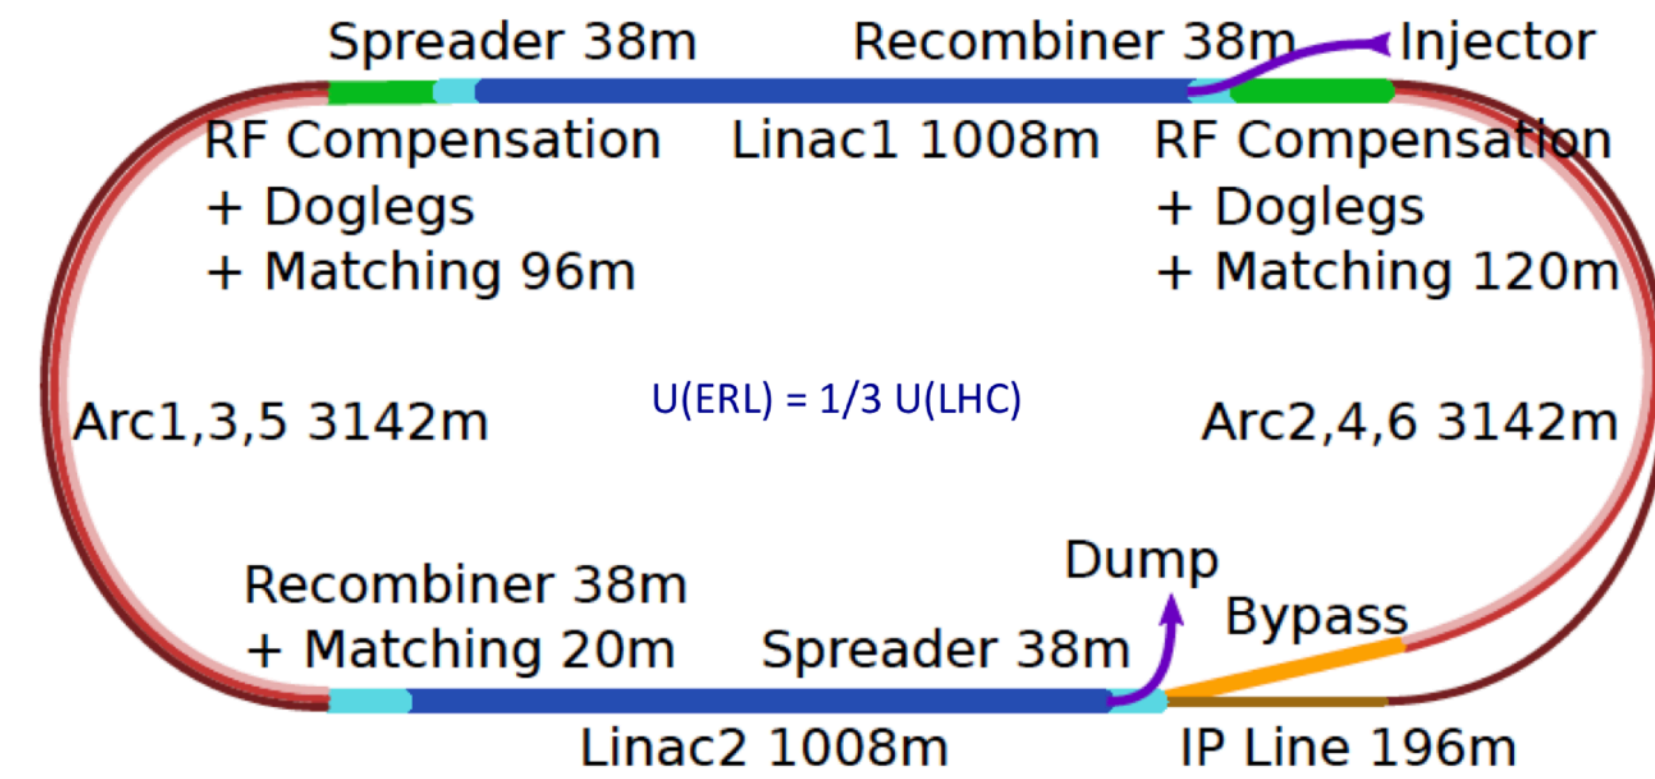 Spreader 38m
Recombiner 38m
Injector
RF Compensation
+ Doglegs
+ Matching 96m
Linac1 1008m
RF Compensation
+ Doglegs
+ Matching 120m
U(ERL) = 1/3 U(LHC)
Arc1,3,5 3142m
Arc2,4,6 3142m
Recombiner 38m
+ Matching 20m
Spreader 38m
Dump
Bypass
Linac2 1008m
IP Line 196m